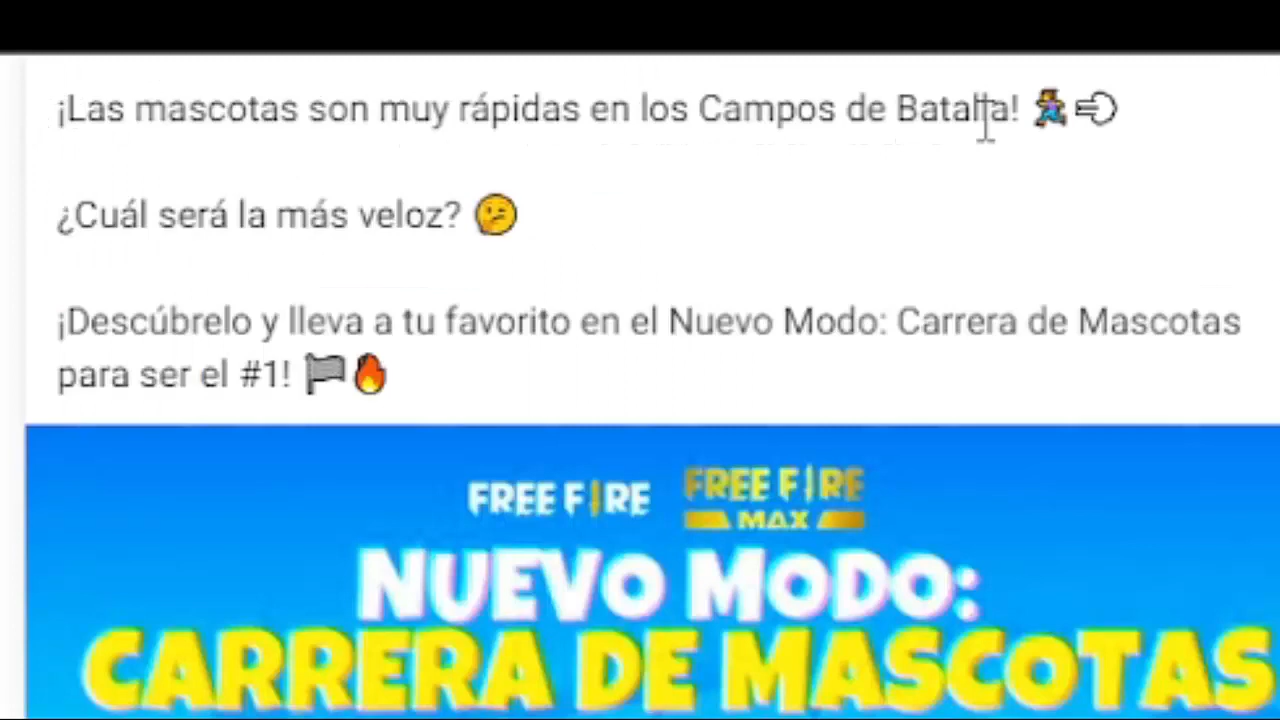 ¡Las mascotas son muy rápidas en los Campos de Batalla! 🏃💨
¿Cuál será la más veloz? 🤔
¡Descúbrelo y lleva a tu favorito en el Nuevo Modo: Carrera de Mascotas
para ser el #1! 🏴🔥
FREE FIRE FREE FIRE
MAX
NUEVO MODO:
CARRERA DE MASCOTAS